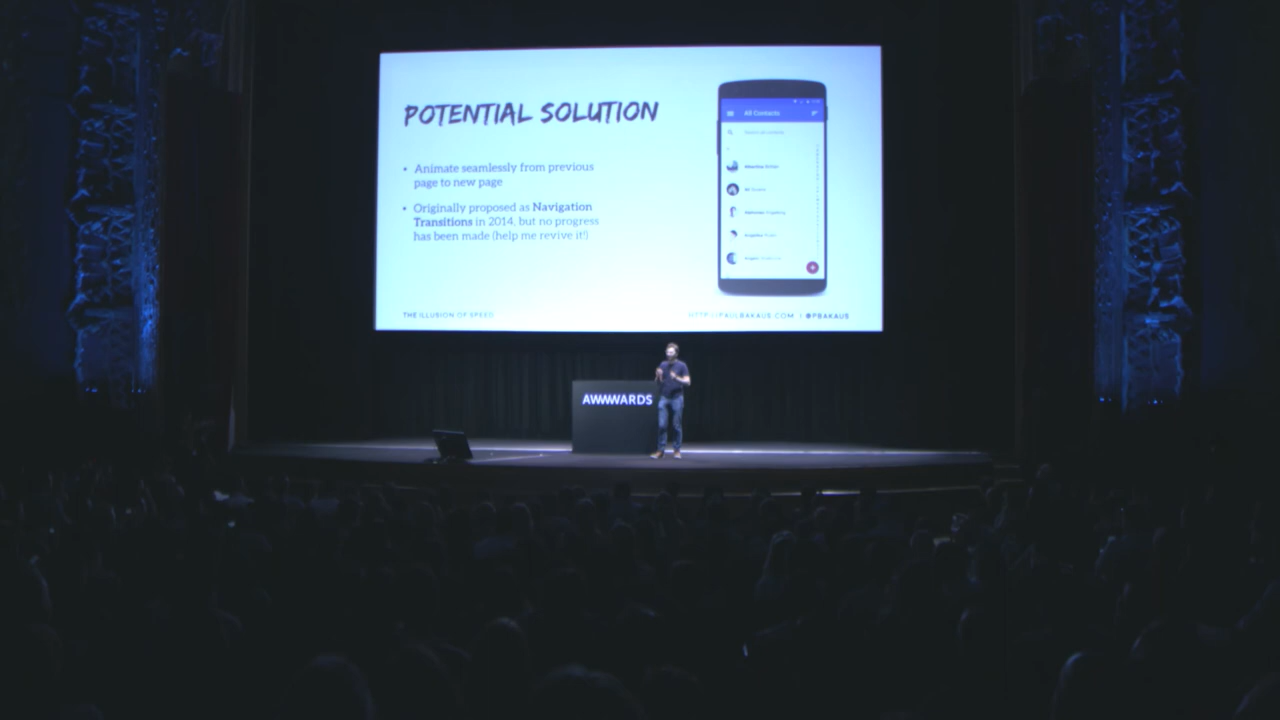 POTENTIAL SOLUTION
• Animate seamlessly from previous
page to new page
• Originally proposed as Navigation
Transitions in 2014, but no progress
has been made (help me revive it!)
All Contacts
THE ILLUSION OF SPEED
HTTP://PAULBAKAUS.COM | @PBAKAUS
AWWWARDS